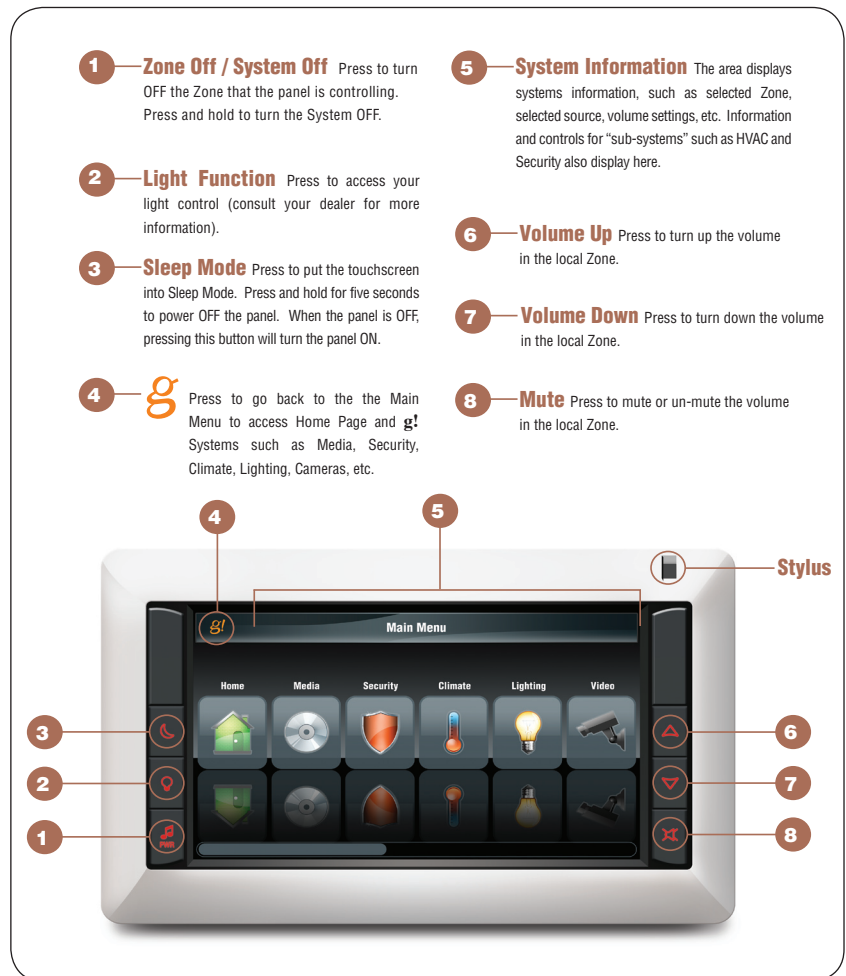 1 Zone Off / System Off Press to turn
OFF the Zone that the panel is controlling.
Press and hold to turn the System OFF.
2 Light Function Press to access your
light control (consult your dealer for more
information).
3 Sleep Mode Press to put the touchscreen
into Sleep Mode. Press and hold for five seconds
to power OFF the panel. When the panel is OFF,
pressing this button will turn the panel ON.
4 g Press to go back to the the Main
Menu to access Home Page and g!
Systems such as Media, Security,
Climate, Lighting, Cameras, etc.
5 System Information The area displays
systems information, such as selected Zone,
selected source, volume settings, etc. Information
and controls for “sub-systems” such as HVAC and
Security also display here.
6 Volume Up Press to turn up the volume
in the local Zone.
7 Volume Down Press to turn down the volume
in the local Zone.
8 Mute Press to mute or un-mute the volume
in the local Zone.
4
5
Stylus
g! Main Menu
Home Media Security Climate Lighting Video
3
6
2
7
1
PWR
8